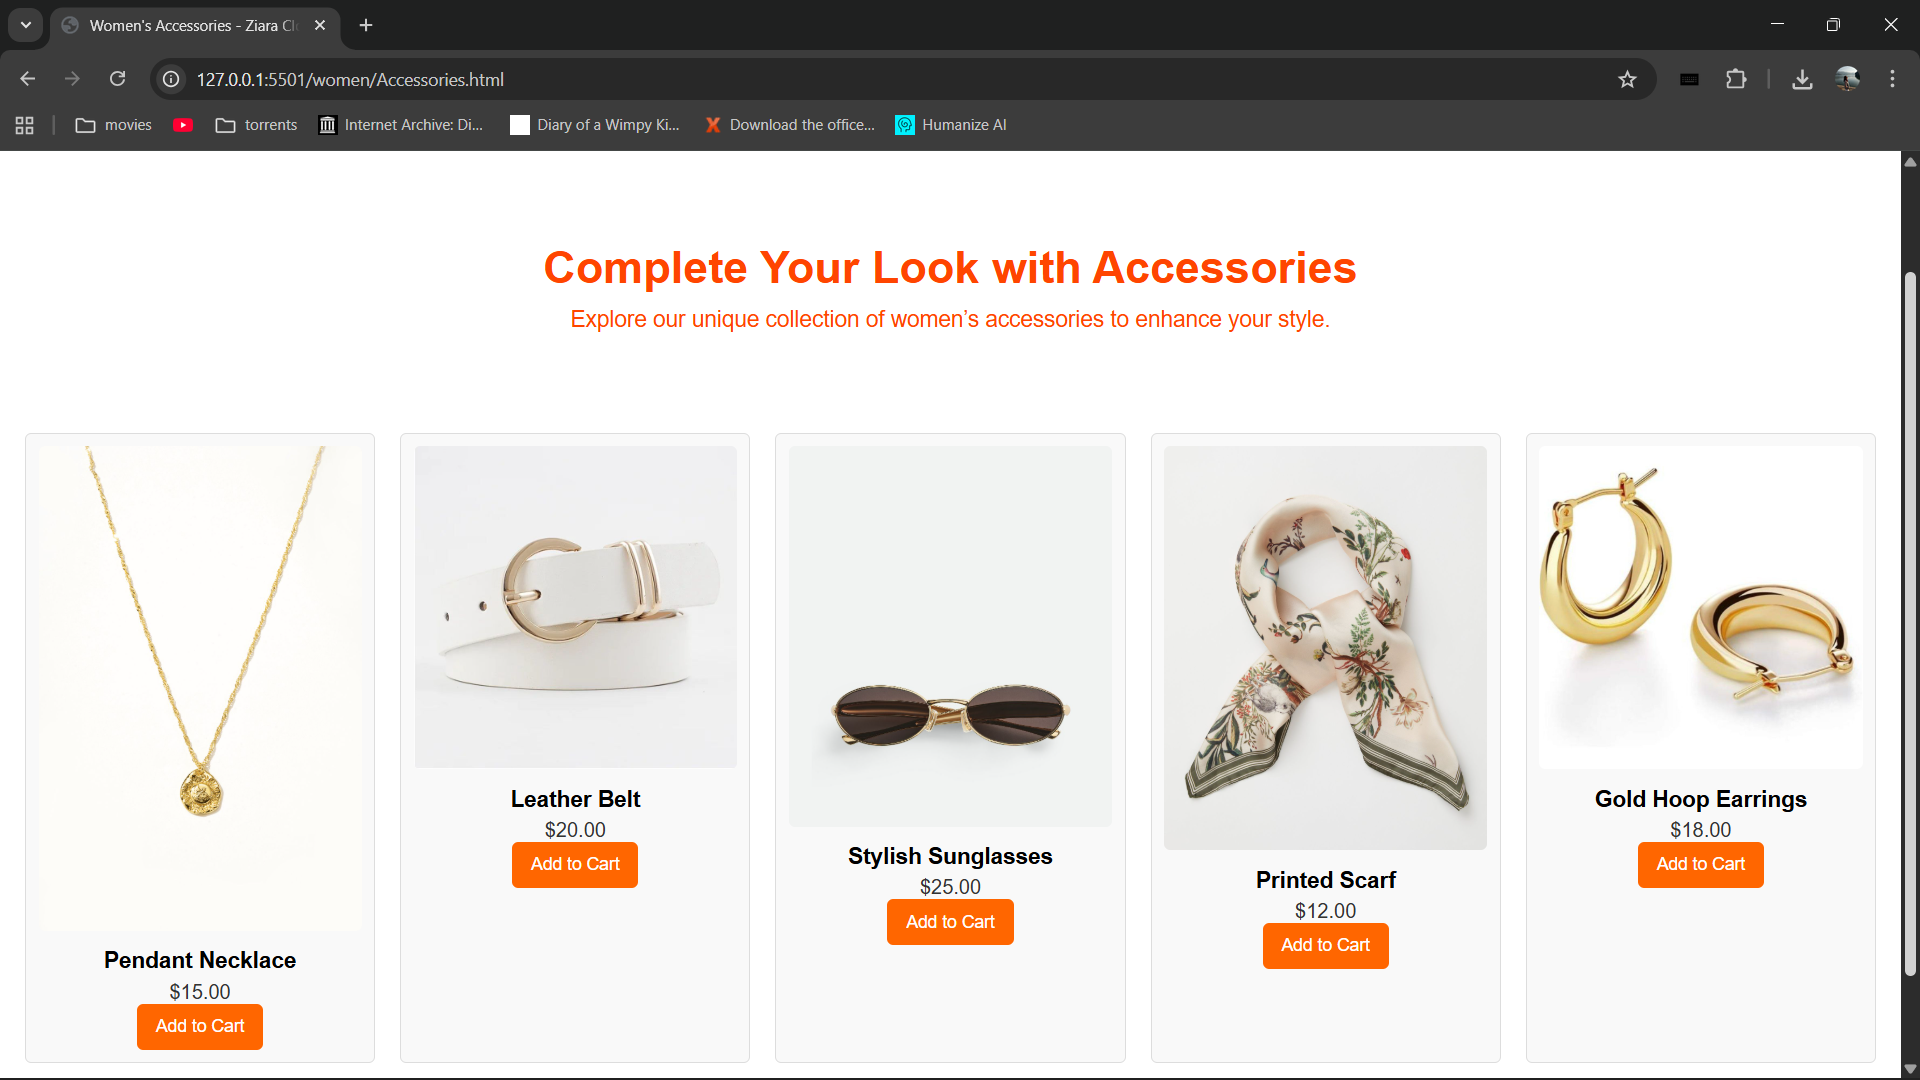 Women's Accessories - Ziara Cl
127.0.0.1:5501/women/Accessories.html
movies
torrents
Internet Archive: Di...
Diary of a Wimpy Ki...
Download the office...
Humanize AI
Complete Your Look with Accessories
Explore our unique collection of women’s accessories to enhance your style.
Pendant Necklace
$15.00
Add to Cart
Leather Belt
$20.00
Add to Cart
Stylish Sunglasses
$25.00
Add to Cart
Printed Scarf
$12.00
Add to Cart
Gold Hoop Earrings
$18.00
Add to Cart